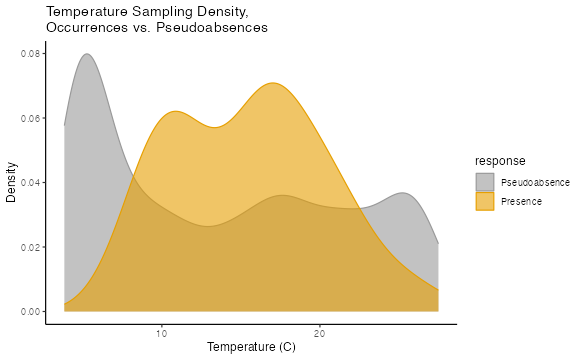 Temperature Sampling Density,
Occurrences vs. Pseudoabsences
0.08
0.06
0.04
0.02
0.00
Density
10
20
Temperature (C)
response
Pseudoabsence
Presence